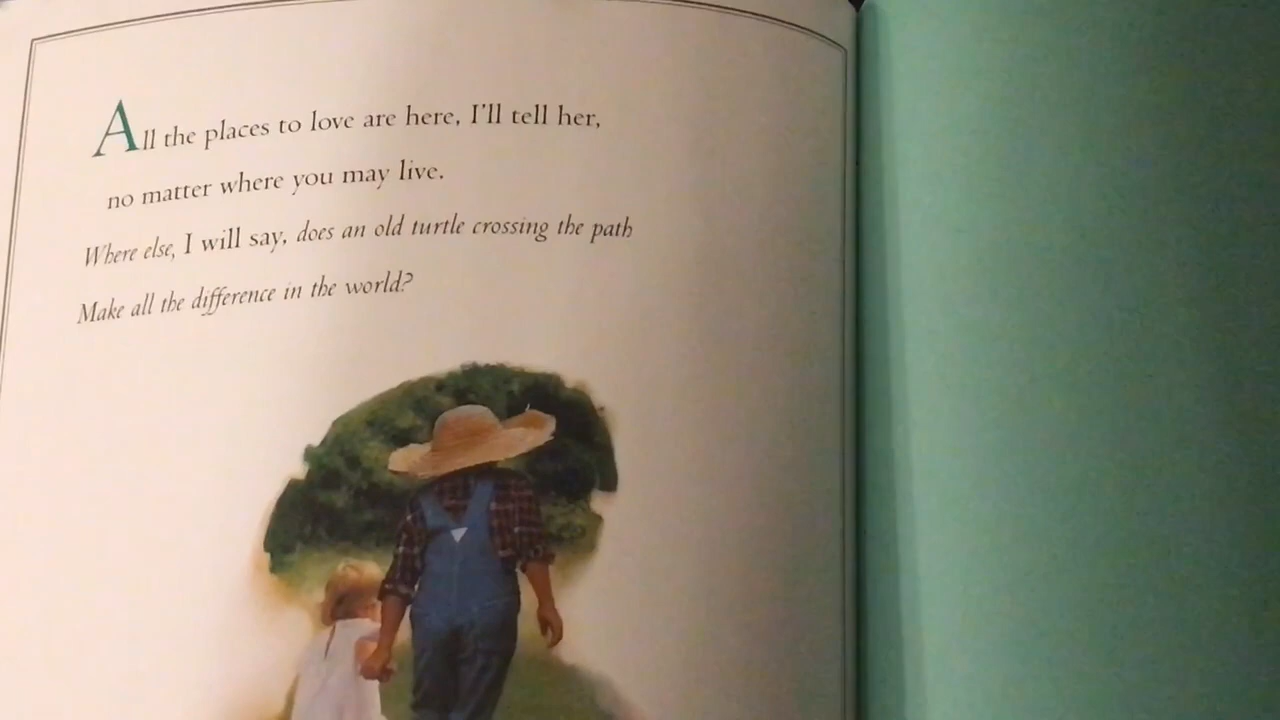 All the places to love are here, I'll tell her,
no matter where you may live.
Where else, I will say, does an old turtle crossing the path
Make all the difference in the world?